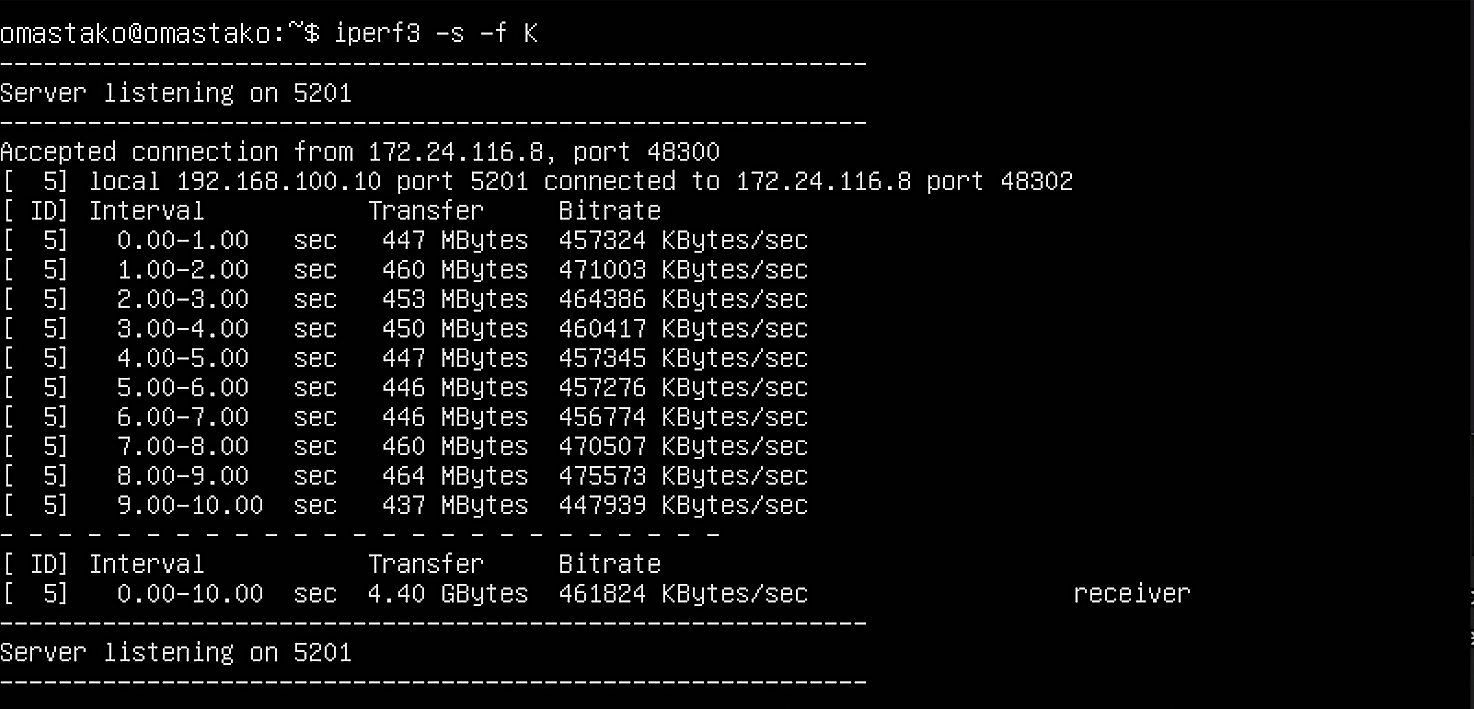 omastako@omastako:~$ iperf3 -s -f K
-----------------------------------------------------------
Server listening on 5201
-----------------------------------------------------------
Accepted connection from 172.24.116.8, port 48300
[  5] local 192.168.100.10 port 5201 connected to 172.24.116.8 port 48302
[ ID] Interval           Transfer     Bitrate
[  5]   0.00-1.00   sec   447 MBytes  457324 KBytes/sec
[  5]   1.00-2.00   sec   460 MBytes  471003 KBytes/sec
[  5]   2.00-3.00   sec   453 MBytes  464386 KBytes/sec
[  5]   3.00-4.00   sec   450 MBytes  460417 KBytes/sec
[  5]   4.00-5.00   sec   447 MBytes  457345 KBytes/sec
[  5]   5.00-6.00   sec   446 MBytes  457276 KBytes/sec
[  5]   6.00-7.00   sec   446 MBytes  456774 KBytes/sec
[  5]   7.00-8.00   sec   460 MBytes  470507 KBytes/sec
[  5]   8.00-9.00   sec   464 MBytes  475573 KBytes/sec
[  5]   9.00-10.00  sec   437 MBytes  447939 KBytes/sec
- - - - - - - - - - - - - - - - - - - - - - - - -
[ ID] Interval           Transfer     Bitrate
[  5]   0.00-10.00  sec  4.40 GBytes  461824 KBytes/sec                  receiver
-----------------------------------------------------------
Server listening on 5201
-----------------------------------------------------------